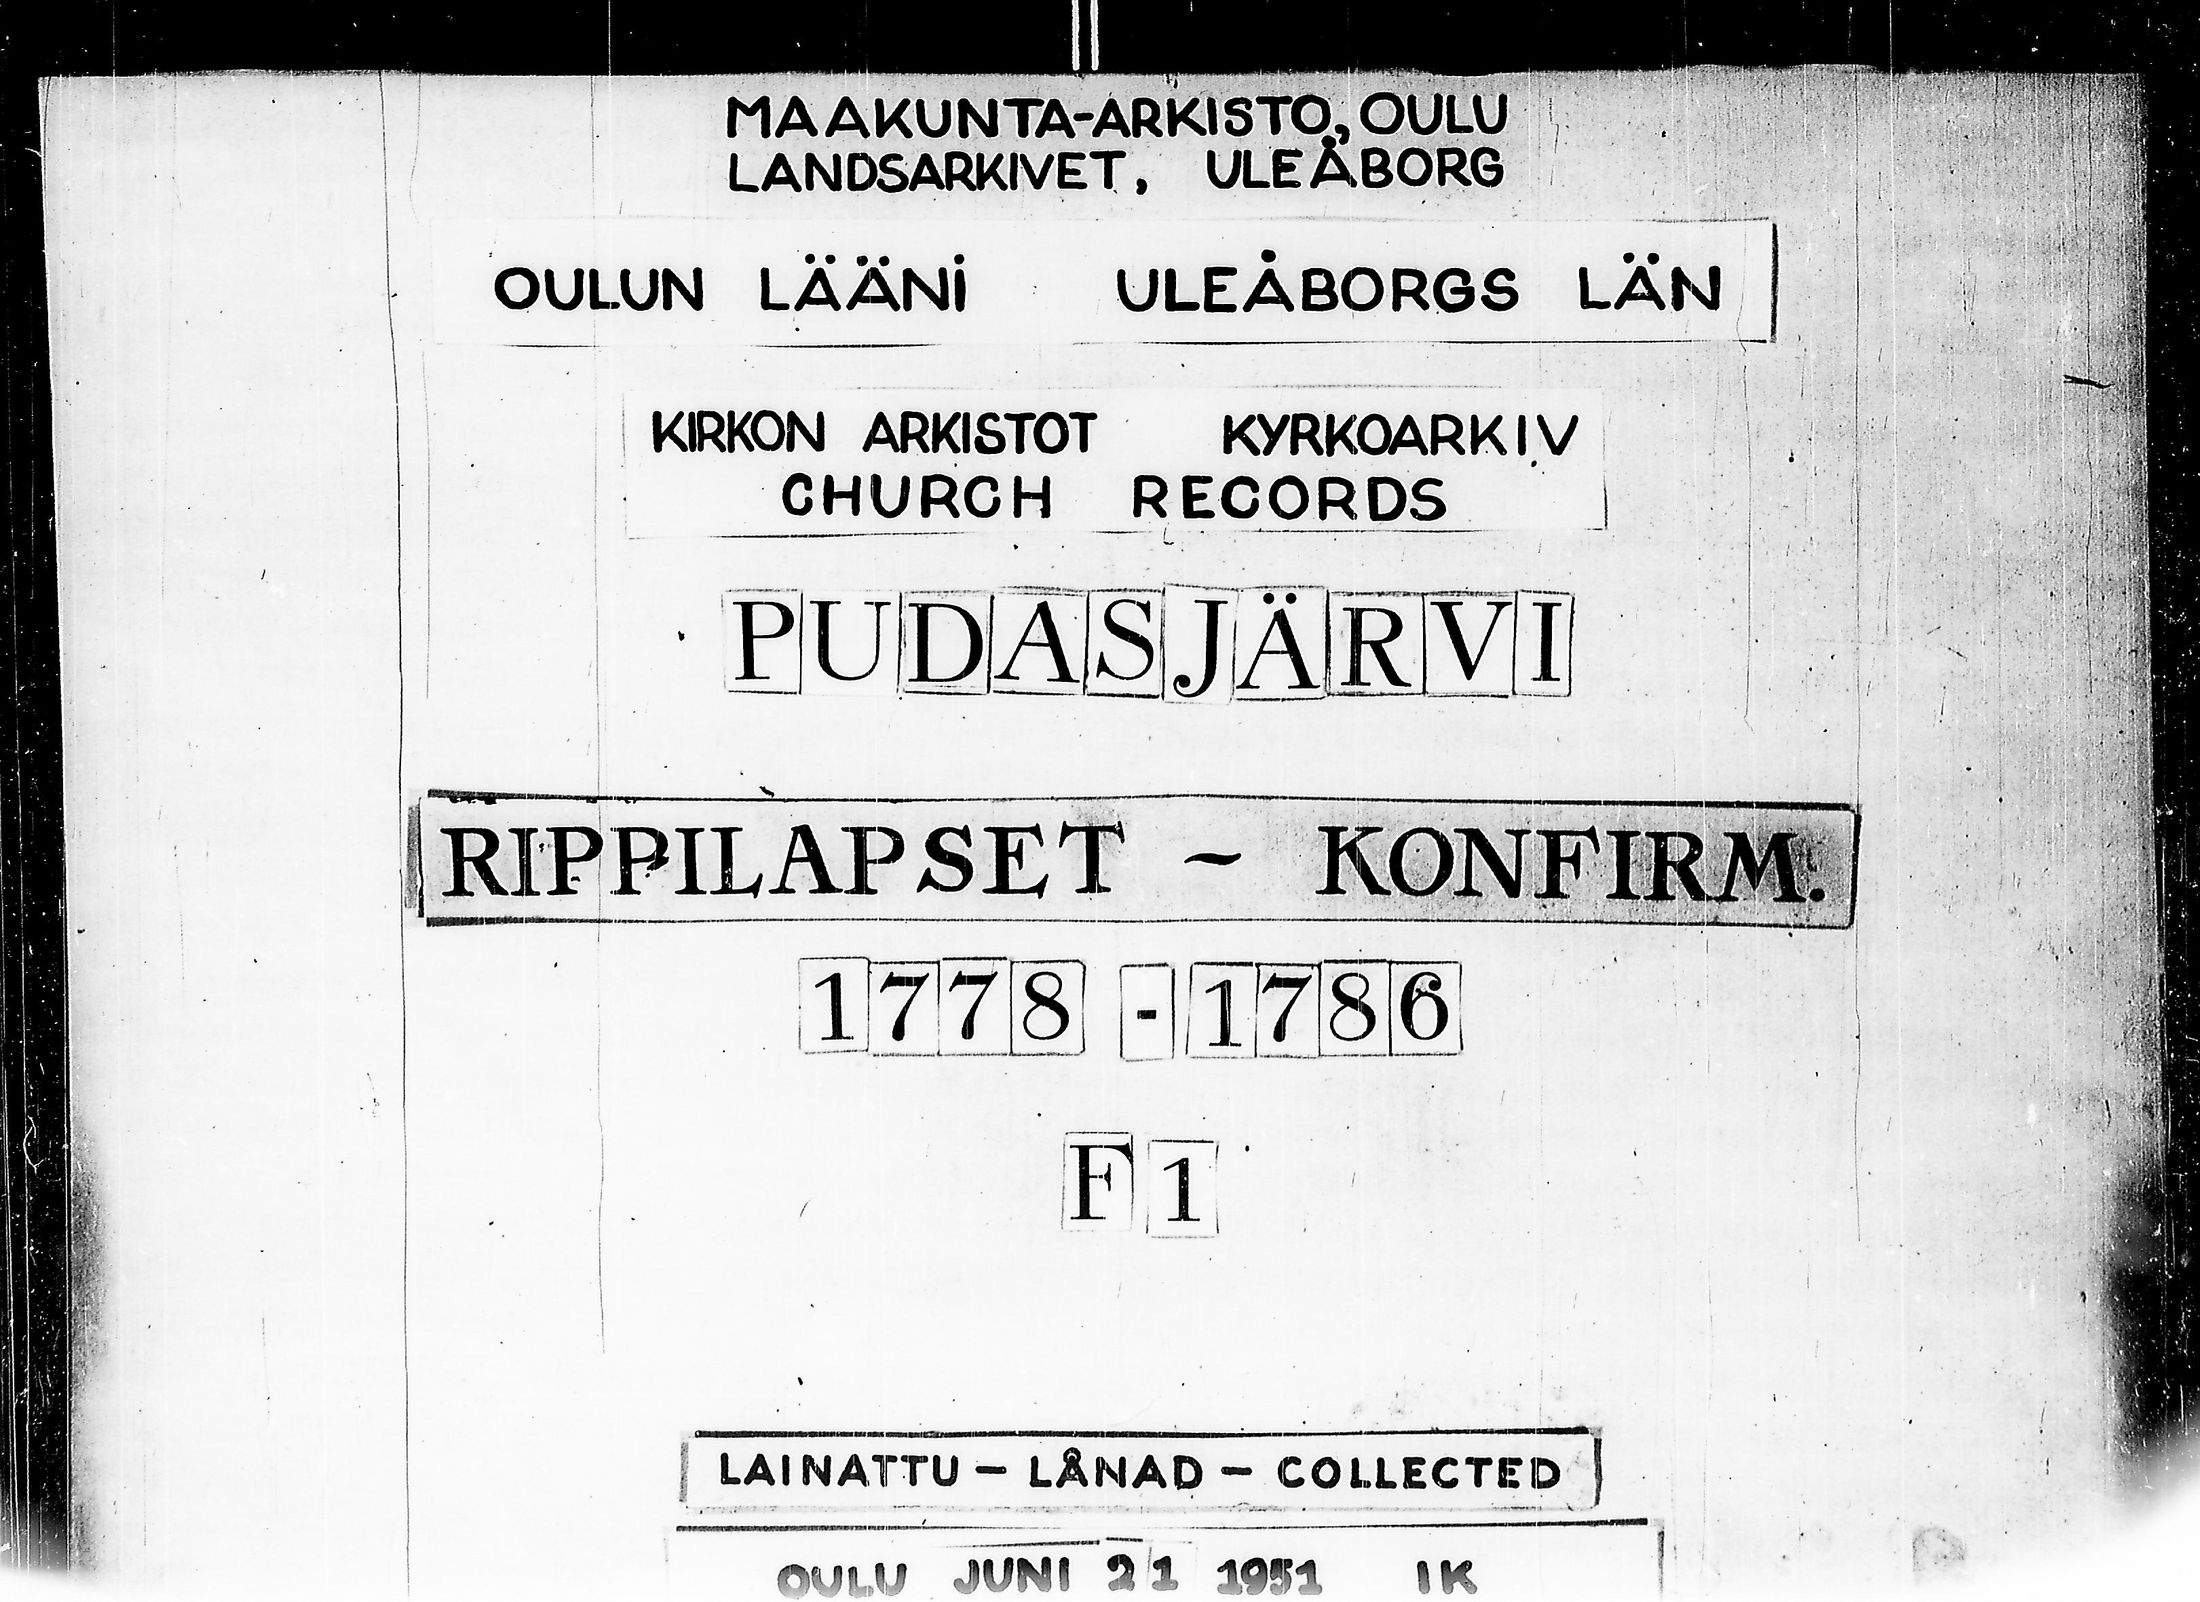 MAAKUNTA-ARKISTO, OULU
LANDSARKIVET, ULEÅBORG
OULUN LÄÄNI ULEÅBORGS LÄN
KIRKON ARKISTOT KYRKOARKIV
CHURCH RECORDS
PUDASJÄRVI
RIPPILAPSET - KONFIRM.
1778 - 1786
F 1
LAINATTU - LÅNAD - COLLECTED
OULU JUNI 21 1951 IK